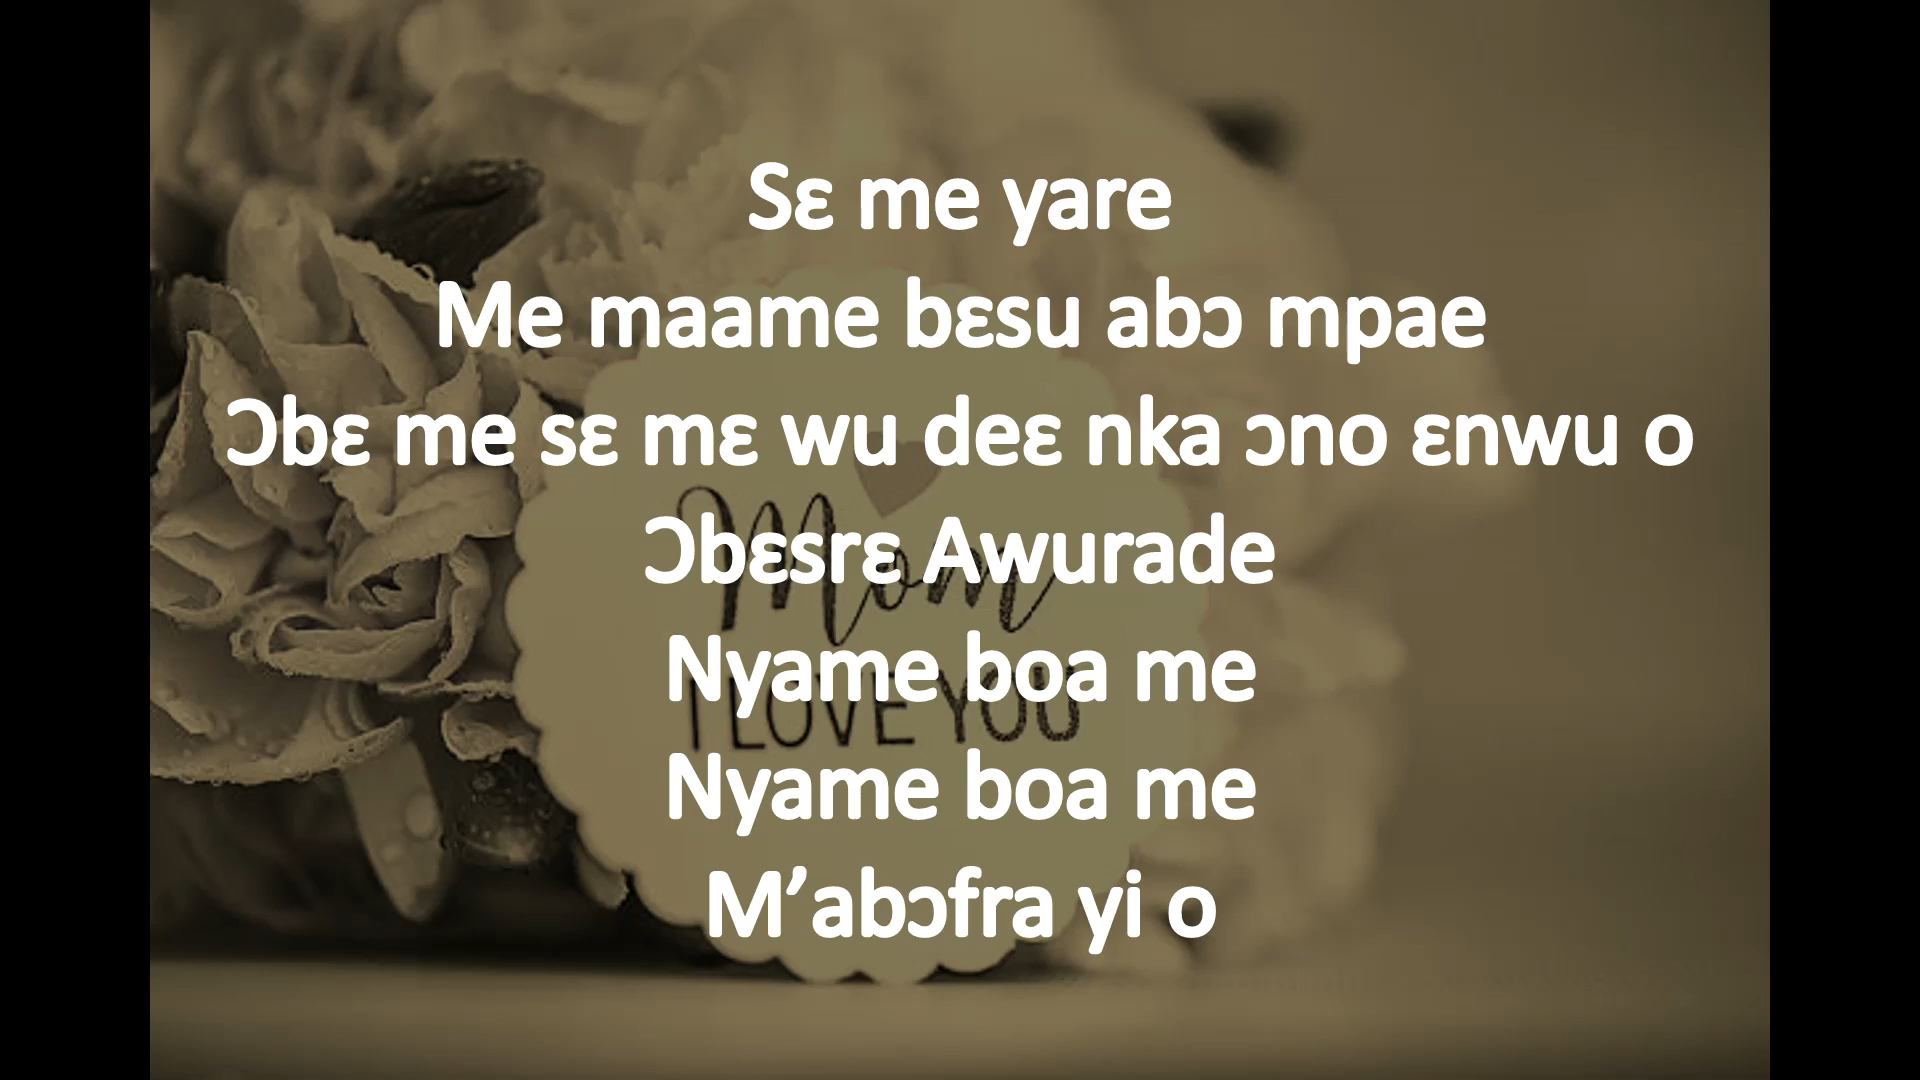 Sɛ me yare
Me maame bɛsu abɔ mpae
Ɔbɛ me sɛ mɛ wu deɛ nka ɔno ɛnwu o
Ɔbɛsrɛ Awurade
Nyame boa me
Nyame boa me
M’abɔfra yi o
Mom
I LOVE YOU